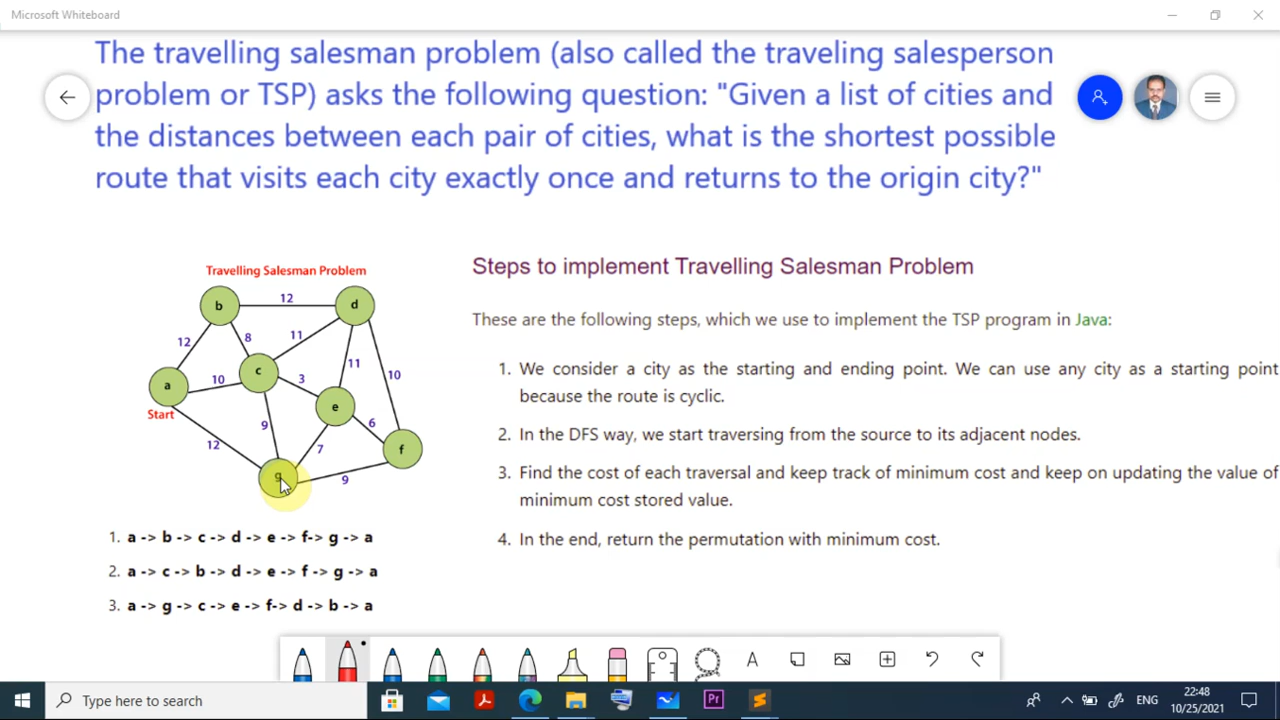 Microsoft Whiteboard
The travelling salesman problem (also called the traveling salesperson
problem or TSP) asks the following question: "Given a list of cities and
the distances between each pair of cities, what is the shortest possible
route that visits each city exactly once and returns to the origin city?"
Travelling Salesman Problem
b
12
d
12
8
11
c
11
10
a
10
3
e
Start
9
6
12
7
f
g
9
1. a -> b -> c -> d -> e -> f-> g -> a
2. a -> c -> b -> d -> e -> f -> g -> a
3. a -> g -> c -> e -> f-> d -> b -> a
Steps to implement Travelling Salesman Problem
These are the following steps, which we use to implement the TSP program in Java:
1. We consider a city as the starting and ending point. We can use any city as a starting point
because the route is cyclic.
2. In the DFS way, we start traversing from the source to its adjacent nodes.
3. Find the cost of each traversal and keep track of minimum cost and keep on updating the value of
minimum cost stored value.
4. In the end, return the permutation with minimum cost.
A
Type here to search
Pr
ENG
22:48
10/25/2021